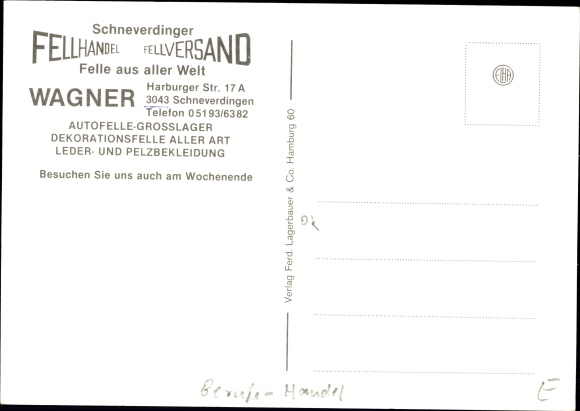 Schneverdinger
FELLHANDEL FELLVERSAND
Felle aus aller Welt
WAGNER
Harburger Str. 17 A
3043 Schneverdingen
Telefon 05193/6382
AUTOFELLE-GROSSLAGER
DEKORATIONSFELLE ALLER ART
LEDER- UND PELZBEKLEIDUNG
Besuchen Sie uns auch am Wochenende
Verlag Ferd. Lagerbauer & Co. Hamburg 60
Berufe - Handel
E